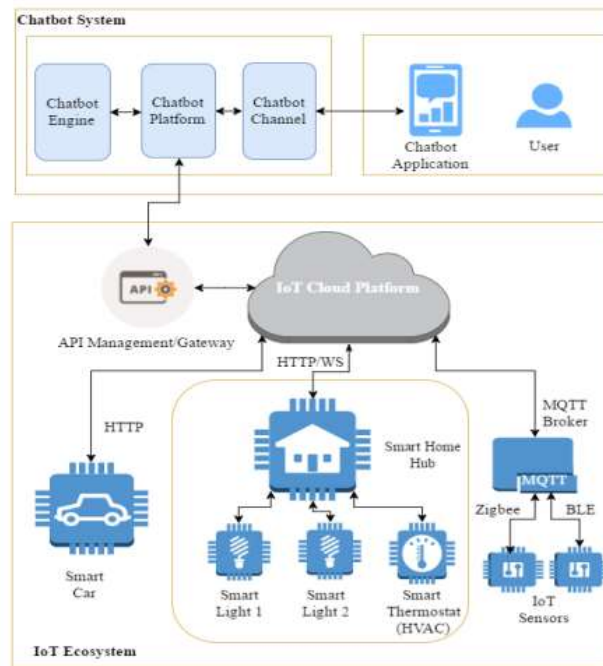 Chatbot System
Chatbot
Engine
Chatbot
Platform
Chatbot
Channel
Chatbot
Application
User
API
IoT Cloud Platform
API Management/Gateway
HTTP/WS
HTTP
MQTT
Broker
Smart Home
Hub
MQTT
Zigbee
BLE
Smart
Car
Smart
Light 1
Smart
Light 2
Smart
Thermostat
(HVAC)
IoT
Sensors
IoT Ecosystem